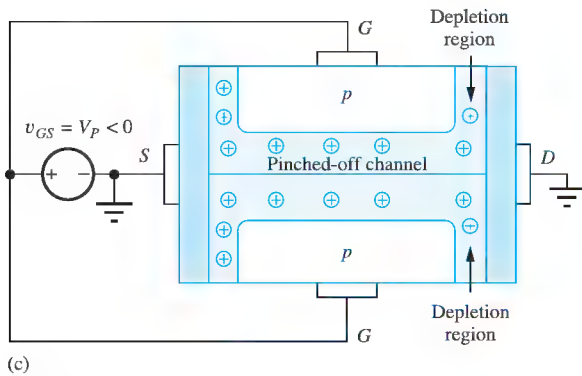 G
Depletion
region
p
v_GS = V_P < 0
+ −
S
Pinched-off channel
D
p
Depletion
region
G
(c)